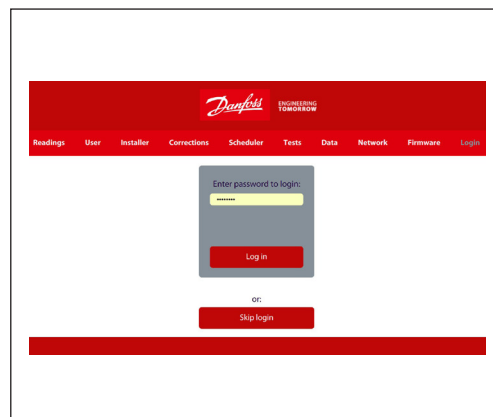 Danfoss
ENGINEERING
TOMORROW
Readings User Installer Corrections Scheduler Tests Data Network Firmware Login
Enter password to login:
••••••••
Log in
or:
Skip login